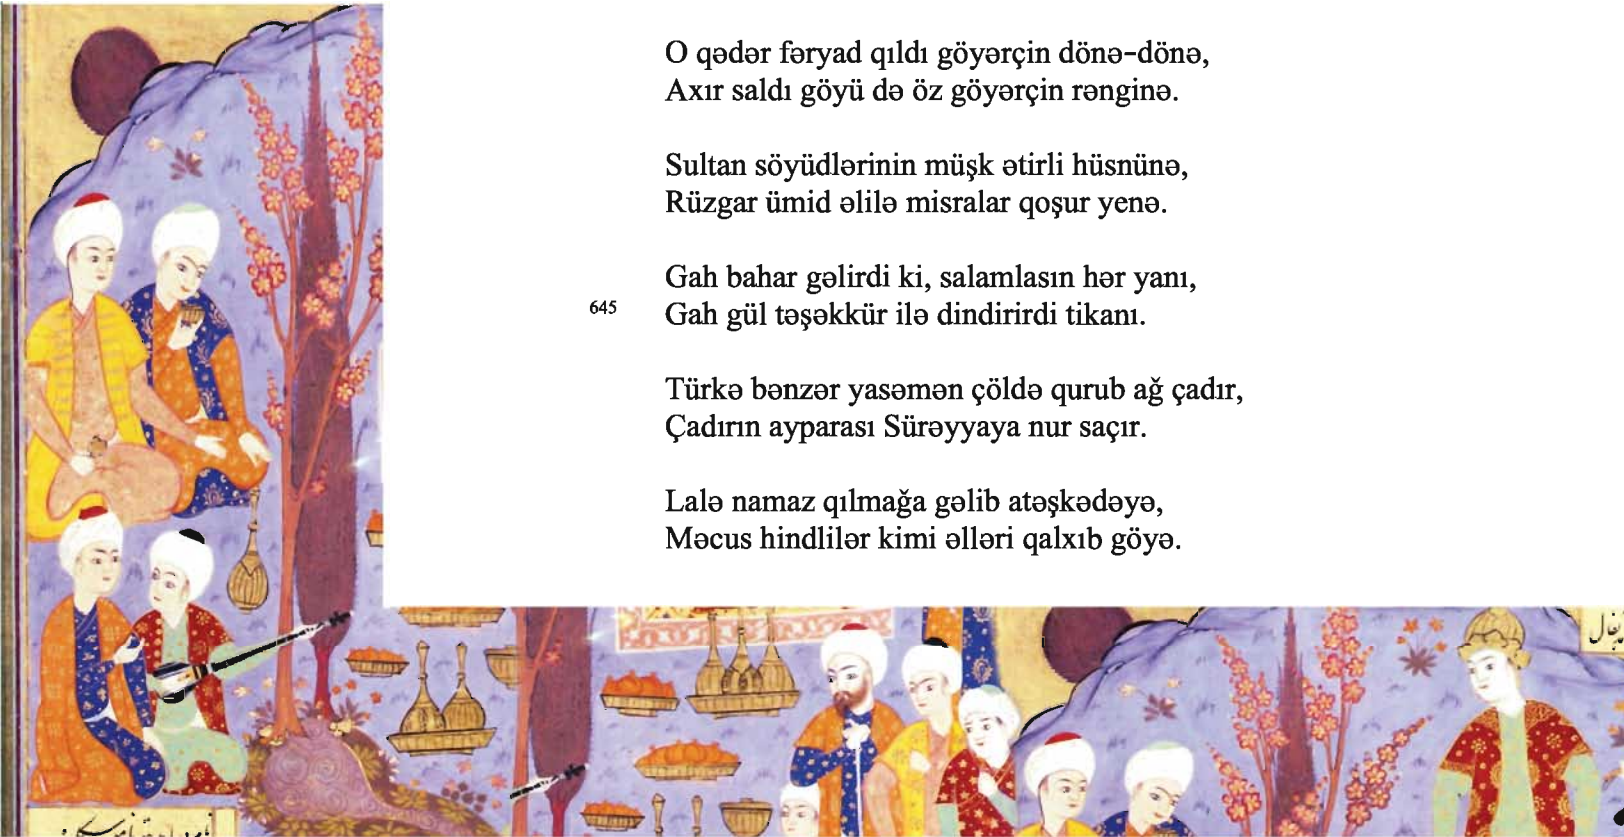 O qədər fəryad qıldı göyərçin dönə-dönə,
Axır saldı göyü də öz göyərçin rənginə.
Sultan söyüdlərinin müşk ətirli hüsnünə,
Rüzgar ümid əlilə misralar qoşur yenə.
Gah bahar gəlirdi ki, salamlasın hər yanı,
645 Gah gül təşəkkür ilə dindirirdi tikanı.
Türkə bənzər yasəmən çöldə qurub ağ çadır,
Çadırın ayparası Sürəyyaya nur saçır.
Lalə namaz qılmağa gəlib atəşkədəyə,
Məcus hindlilər kimi əlləri qalxıb göyə.